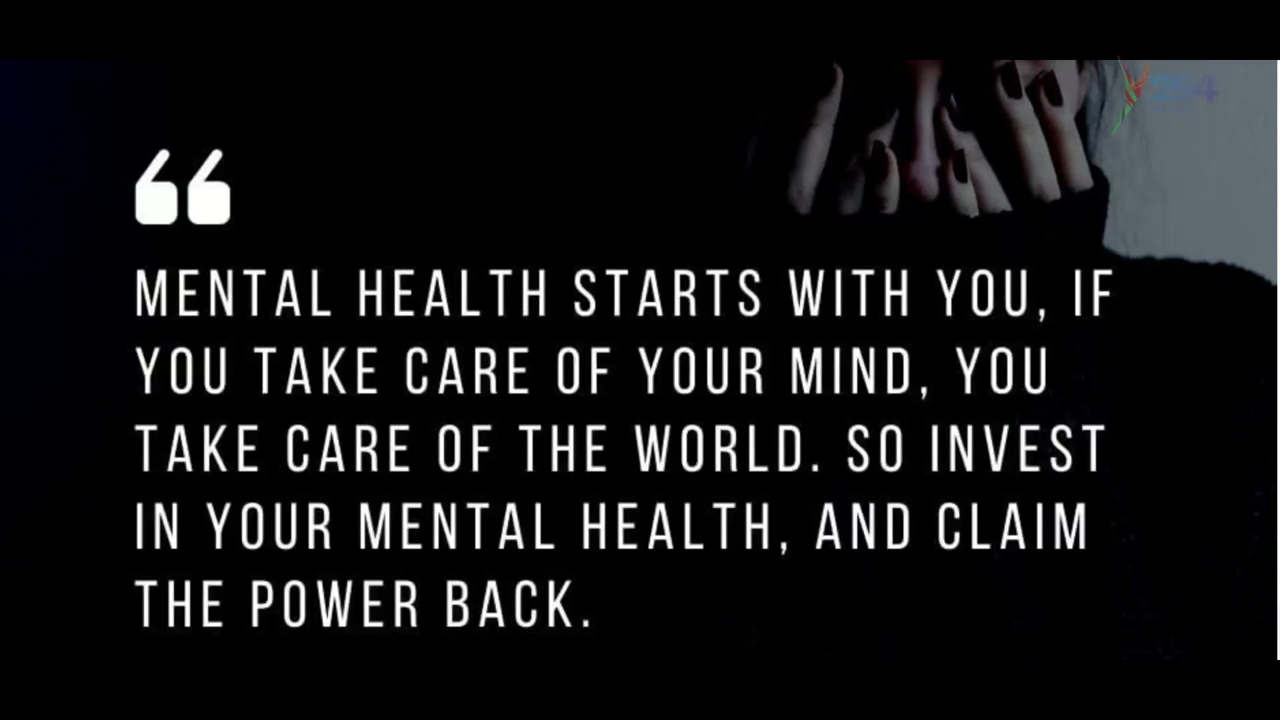 “
MENTAL HEALTH STARTS WITH YOU, IF
YOU TAKE CARE OF YOUR MIND, YOU
TAKE CARE OF THE WORLD. SO INVEST
IN YOUR MENTAL HEALTH, AND CLAIM
THE POWER BACK.